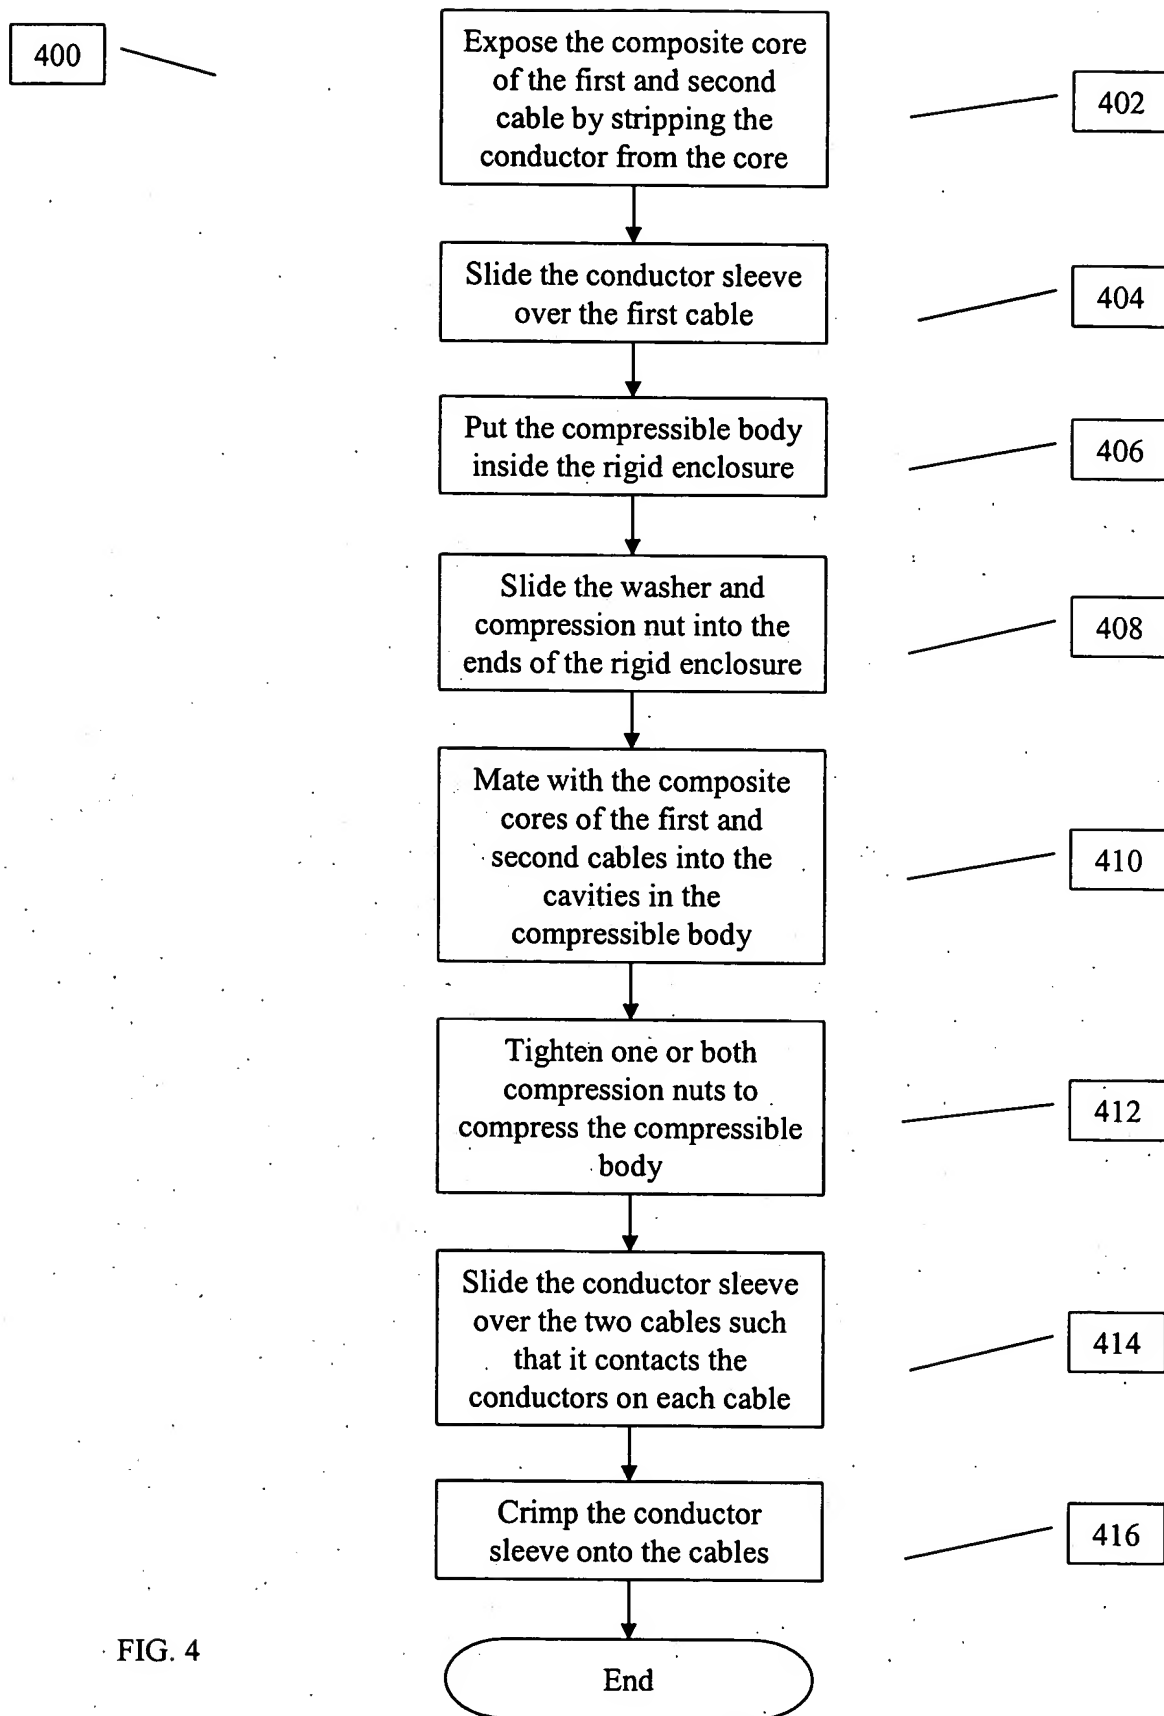 400
Expose the composite core
of the first and second
cable by stripping the
conductor from the core
402
Slide the conductor sleeve
over the first cable
404
Put the compressible body
inside the rigid enclosure
406
Slide the washer and
compression nut into the
ends of the rigid enclosure
408
Mate with the composite
cores of the first and
second cables into the
cavities in the
compressible body
410
Tighten one or both
compression nuts to
compress the compressible
body
412
Slide the conductor sleeve
over the two cables such
that it contacts the
conductors on each cable
414
Crimp the conductor
sleeve onto the cables
416
FIG. 4
End